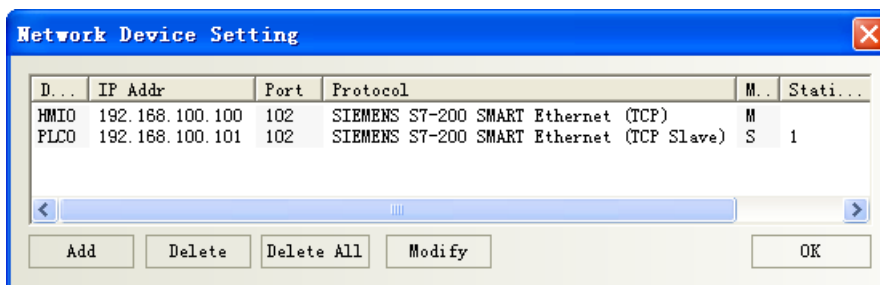 Network Device Setting
D... IP Addr Port Protocol M.. Stati...
HMI0 192.168.100.100 102 SIEMENS S7-200 SMART Ethernet (TCP) M
PLC0 192.168.100.101 102 SIEMENS S7-200 SMART Ethernet (TCP Slave) S 1
Add Delete Delete All Modify OK